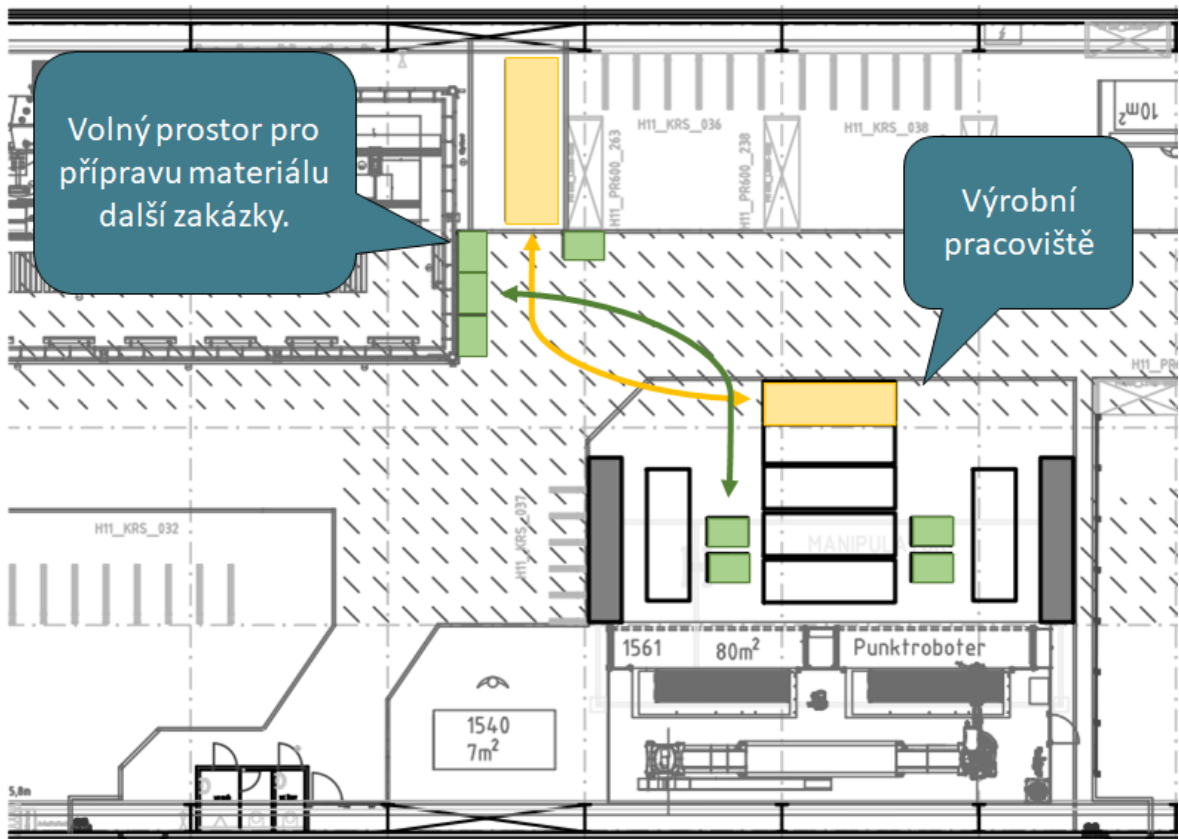 Volný prostor pro
přípravu materiálu
další zakázky.
Výrobní
pracoviště
H11_KRS_036
H11_KRS_038
10m²
H11_PR600_263
H11_PR600_238
H11_KRS_032
H11_KRS_037
MANIPUL
1561
80m²
Punktroboter
1540
7m²
5,8m